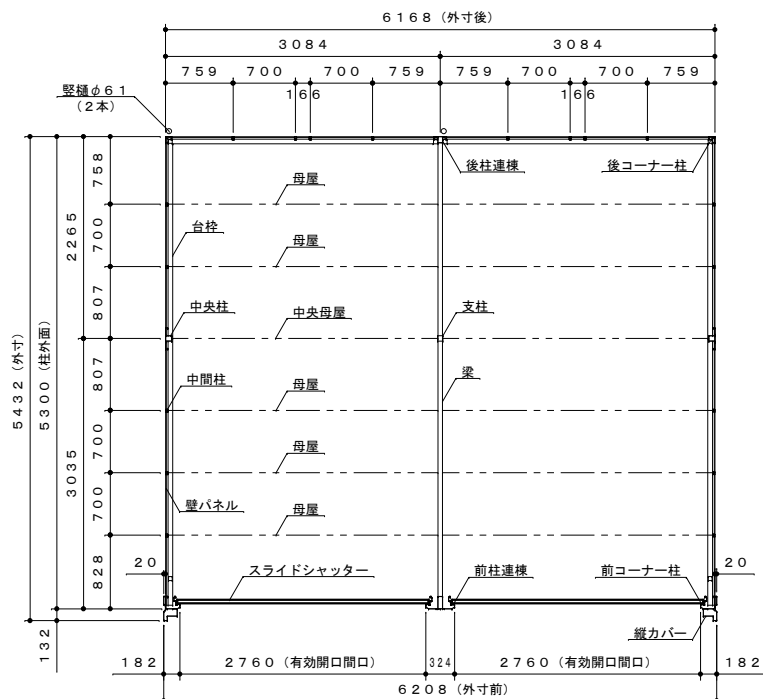 6168(外寸後)
3084 3084
759 700 700 759 759 700 700 759
166 166
竪樋φ61
(2本)
後柱連棟 後コーナー柱
758
母屋
700
2265
台枠
母屋
807
中央柱 中央母屋 支柱
5432(外寸)
5300(柱外面)
807
中間柱 母屋 梁
700
3035
母屋
700
壁パネル 母屋
828
20 スライドシャッター 前柱連棟 前コーナー柱 20
132
縦カバー
182 2760(有効開口間口) 324 2760(有効開口間口) 182
6208(外寸前)